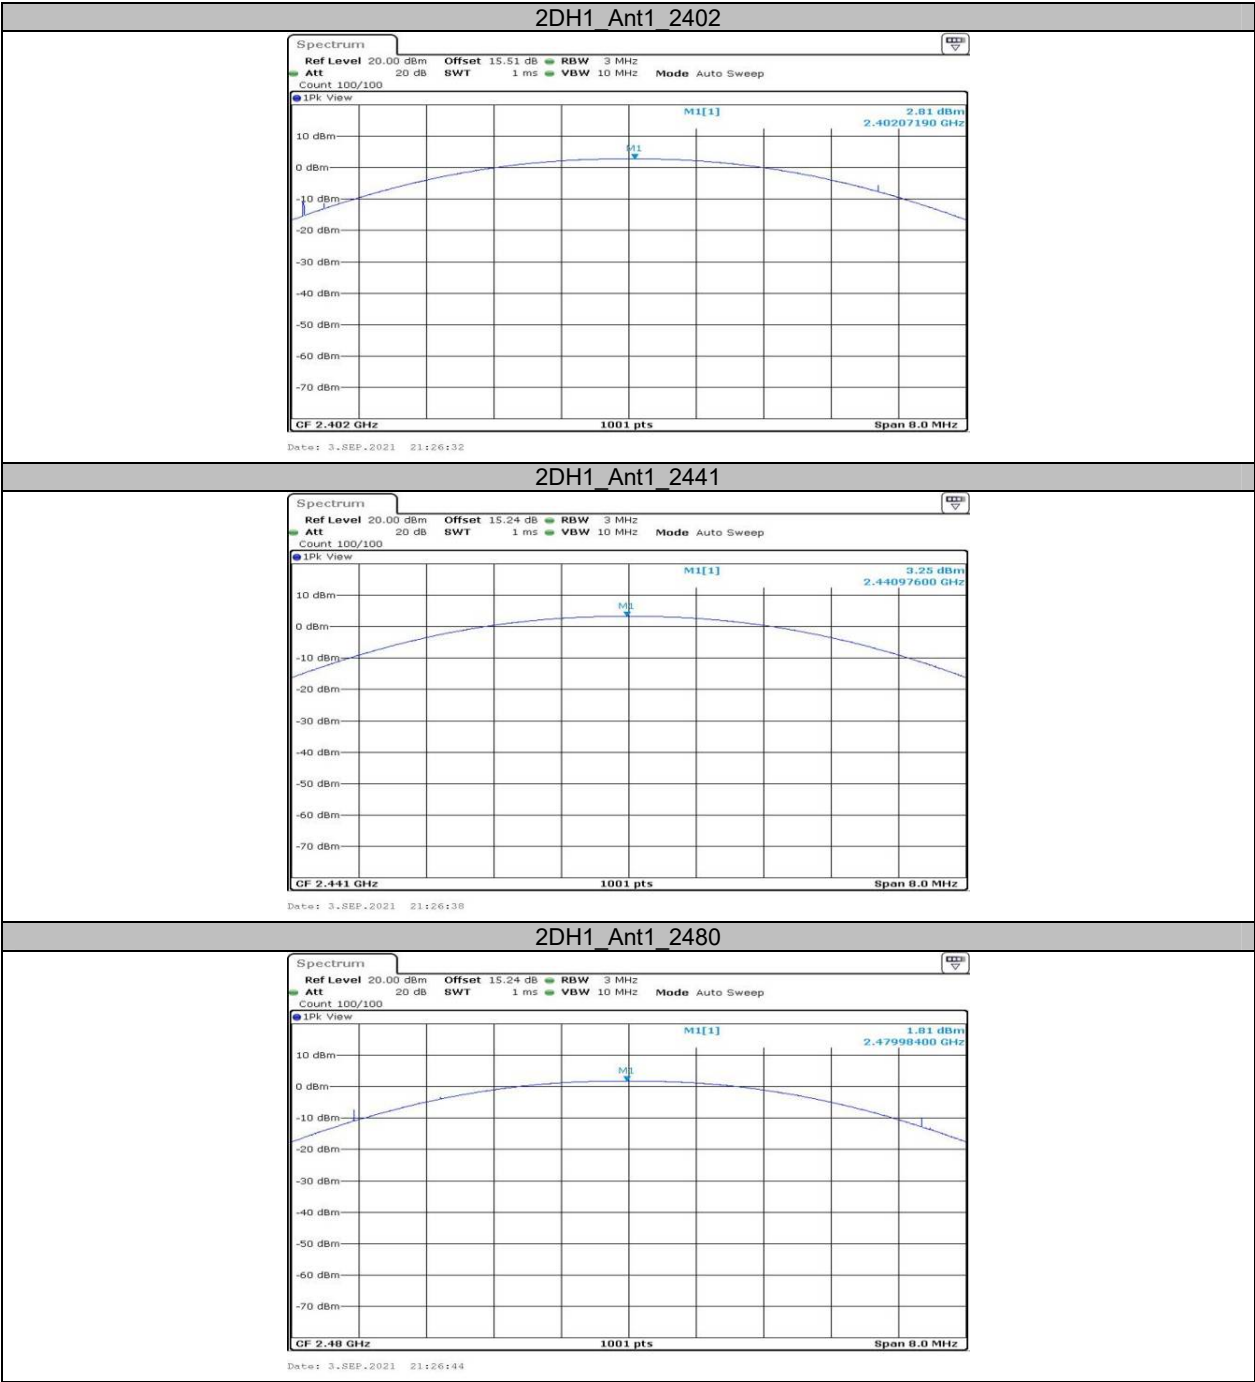 2DH1_Ant1_2402
Spectrum
Ref Level 20.00 dBm Offset 15.51 dB RBW 3 MHz
Att 20 dB SWT 1 ms VBW 10 MHz Mode Auto Sweep
Count 100/100
1Pk View
M1[1] 2.81 dBm
2.40207190 GHz
10 dBm
M1
0 dBm
-10 dBm
-20 dBm
-30 dBm
-40 dBm
-50 dBm
-60 dBm
-70 dBm
CF 2.402 GHz 1001 pts Span 8.0 MHz
Date: 3.SEP.2021 21:26:32
2DH1_Ant1_2441
Spectrum
Ref Level 20.00 dBm Offset 15.24 dB RBW 3 MHz
Att 20 dB SWT 1 ms VBW 10 MHz Mode Auto Sweep
Count 100/100
1Pk View
M1[1] 3.25 dBm
2.44097600 GHz
10 dBm
M1
0 dBm
-10 dBm
-20 dBm
-30 dBm
-40 dBm
-50 dBm
-60 dBm
-70 dBm
CF 2.441 GHz 1001 pts Span 8.0 MHz
Date: 3.SEP.2021 21:26:38
2DH1_Ant1_2480
Spectrum
Ref Level 20.00 dBm Offset 15.24 dB RBW 3 MHz
Att 20 dB SWT 1 ms VBW 10 MHz Mode Auto Sweep
Count 100/100
1Pk View
M1[1] 1.81 dBm
2.47998400 GHz
10 dBm
M1
0 dBm
-10 dBm
-20 dBm
-30 dBm
-40 dBm
-50 dBm
-60 dBm
-70 dBm
CF 2.48 GHz 1001 pts Span 8.0 MHz
Date: 3.SEP.2021 21:26:44